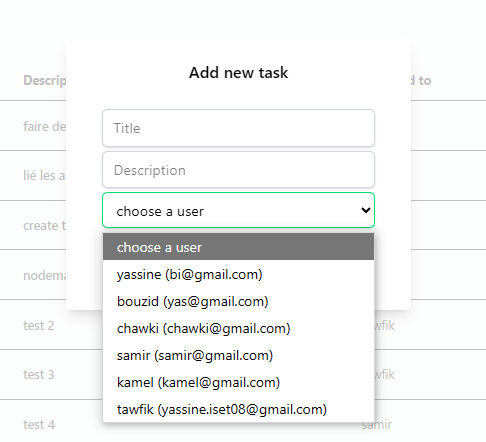 Add new task
Descrip
d to
Title
faire de
Description
lié les a
choose a user
create t
choose a user
yassine (bi@gmail.com)
nodema
bouzid (yas@gmail.com)
chawki (chawki@gmail.com)
test 2
wfik
samir (samir@gmail.com)
kamel (kamel@gmail.com)
test 3
wfik
tawfik (yassine.iset08@gmail.com)
test 4
samir